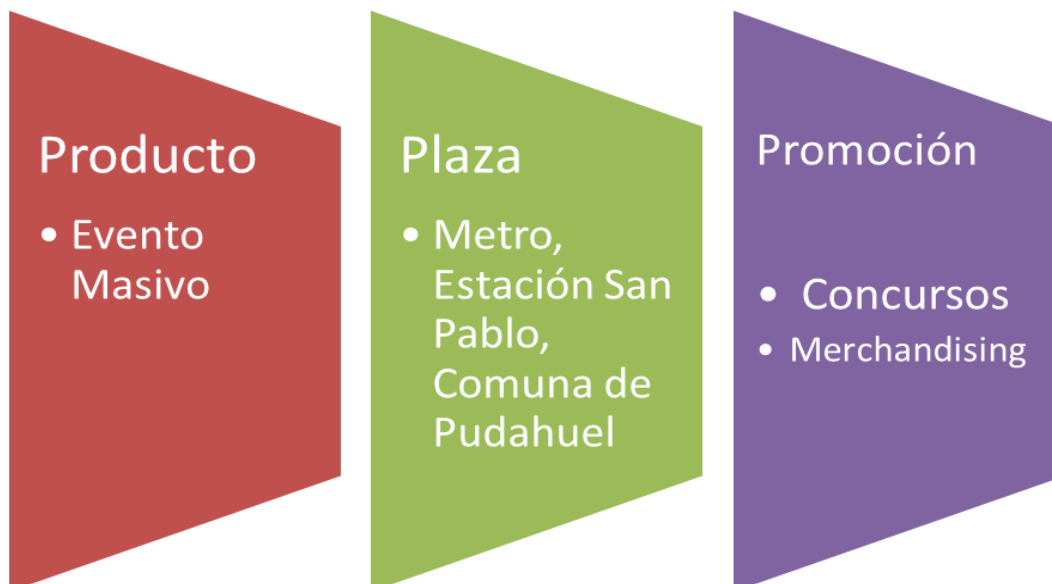 Producto
• Evento
Masivo
Plaza
• Metro,
Estación San
Pablo,
Comuna de
Pudahuel
Promoción
• Concursos
• Merchandising